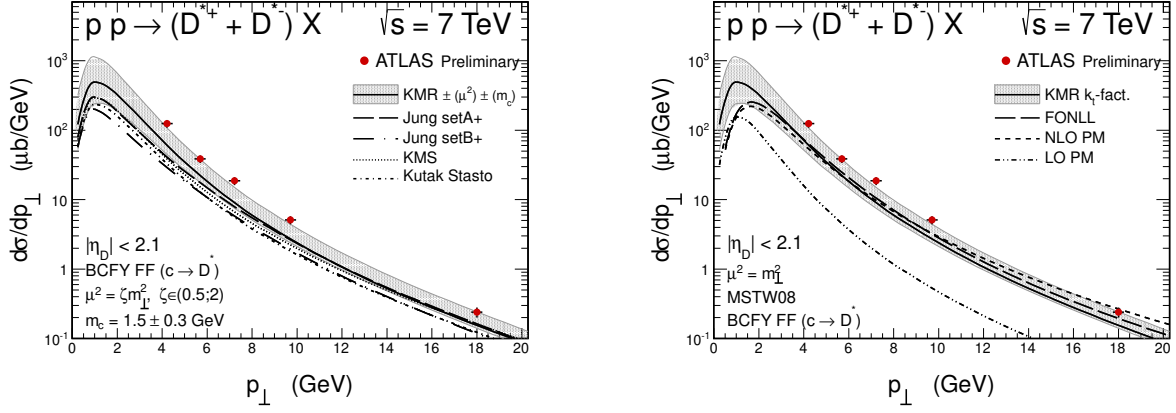 p p → (D*+ + D*-) X √s = 7 TeV
ATLAS Preliminary
KMR ± (μ²) ± (m_c)
Jung setA+
Jung setB+
KMS
Kutak Stasto
|η_D| < 2.1
BCFY FF (c → D*)
μ² = ζm²_⊥, ζ∈(0.5;2)
m_c = 1.5 ± 0.3 GeV
dσ/dp_⊥ (μb/GeV)
10³
10²
10
1
10⁻¹
0 2 4 6 8 10 12 14 16 18 20
p_⊥ (GeV)
p p → (D*+ + D*-) X √s = 7 TeV
ATLAS Preliminary
KMR k_t-fact.
FONLL
NLO PM
LO PM
|η_D| < 2.1
μ² = m²_⊥
MSTW08
BCFY FF (c → D*)
dσ/dp_⊥ (μb/GeV)
10³
10²
10
1
10⁻¹
0 2 4 6 8 10 12 14 16 18 20
p_⊥ (GeV)